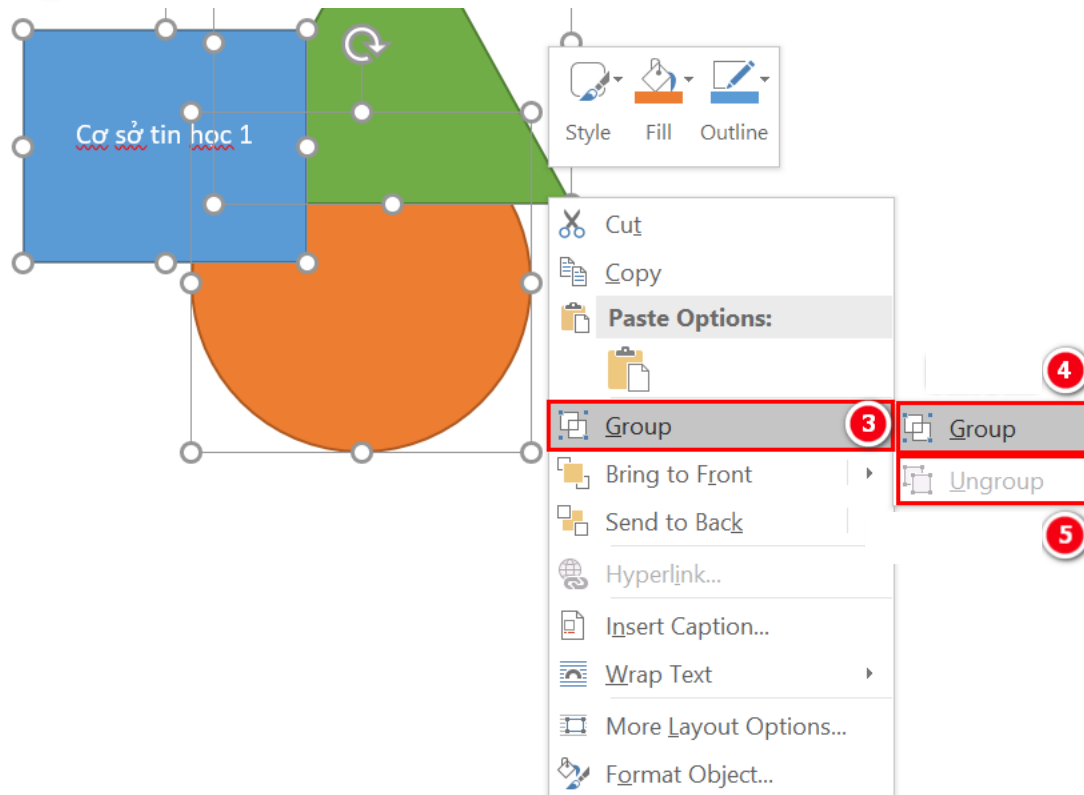 Cơ sở tin học 1
Style Fill Outline
Cut
Copy
Paste Options:
4
Group 3 Group
Bring to Front Ungroup
Send to Back
5
Hyperlink...
Insert Caption...
Wrap Text
More Layout Options...
Format Object...